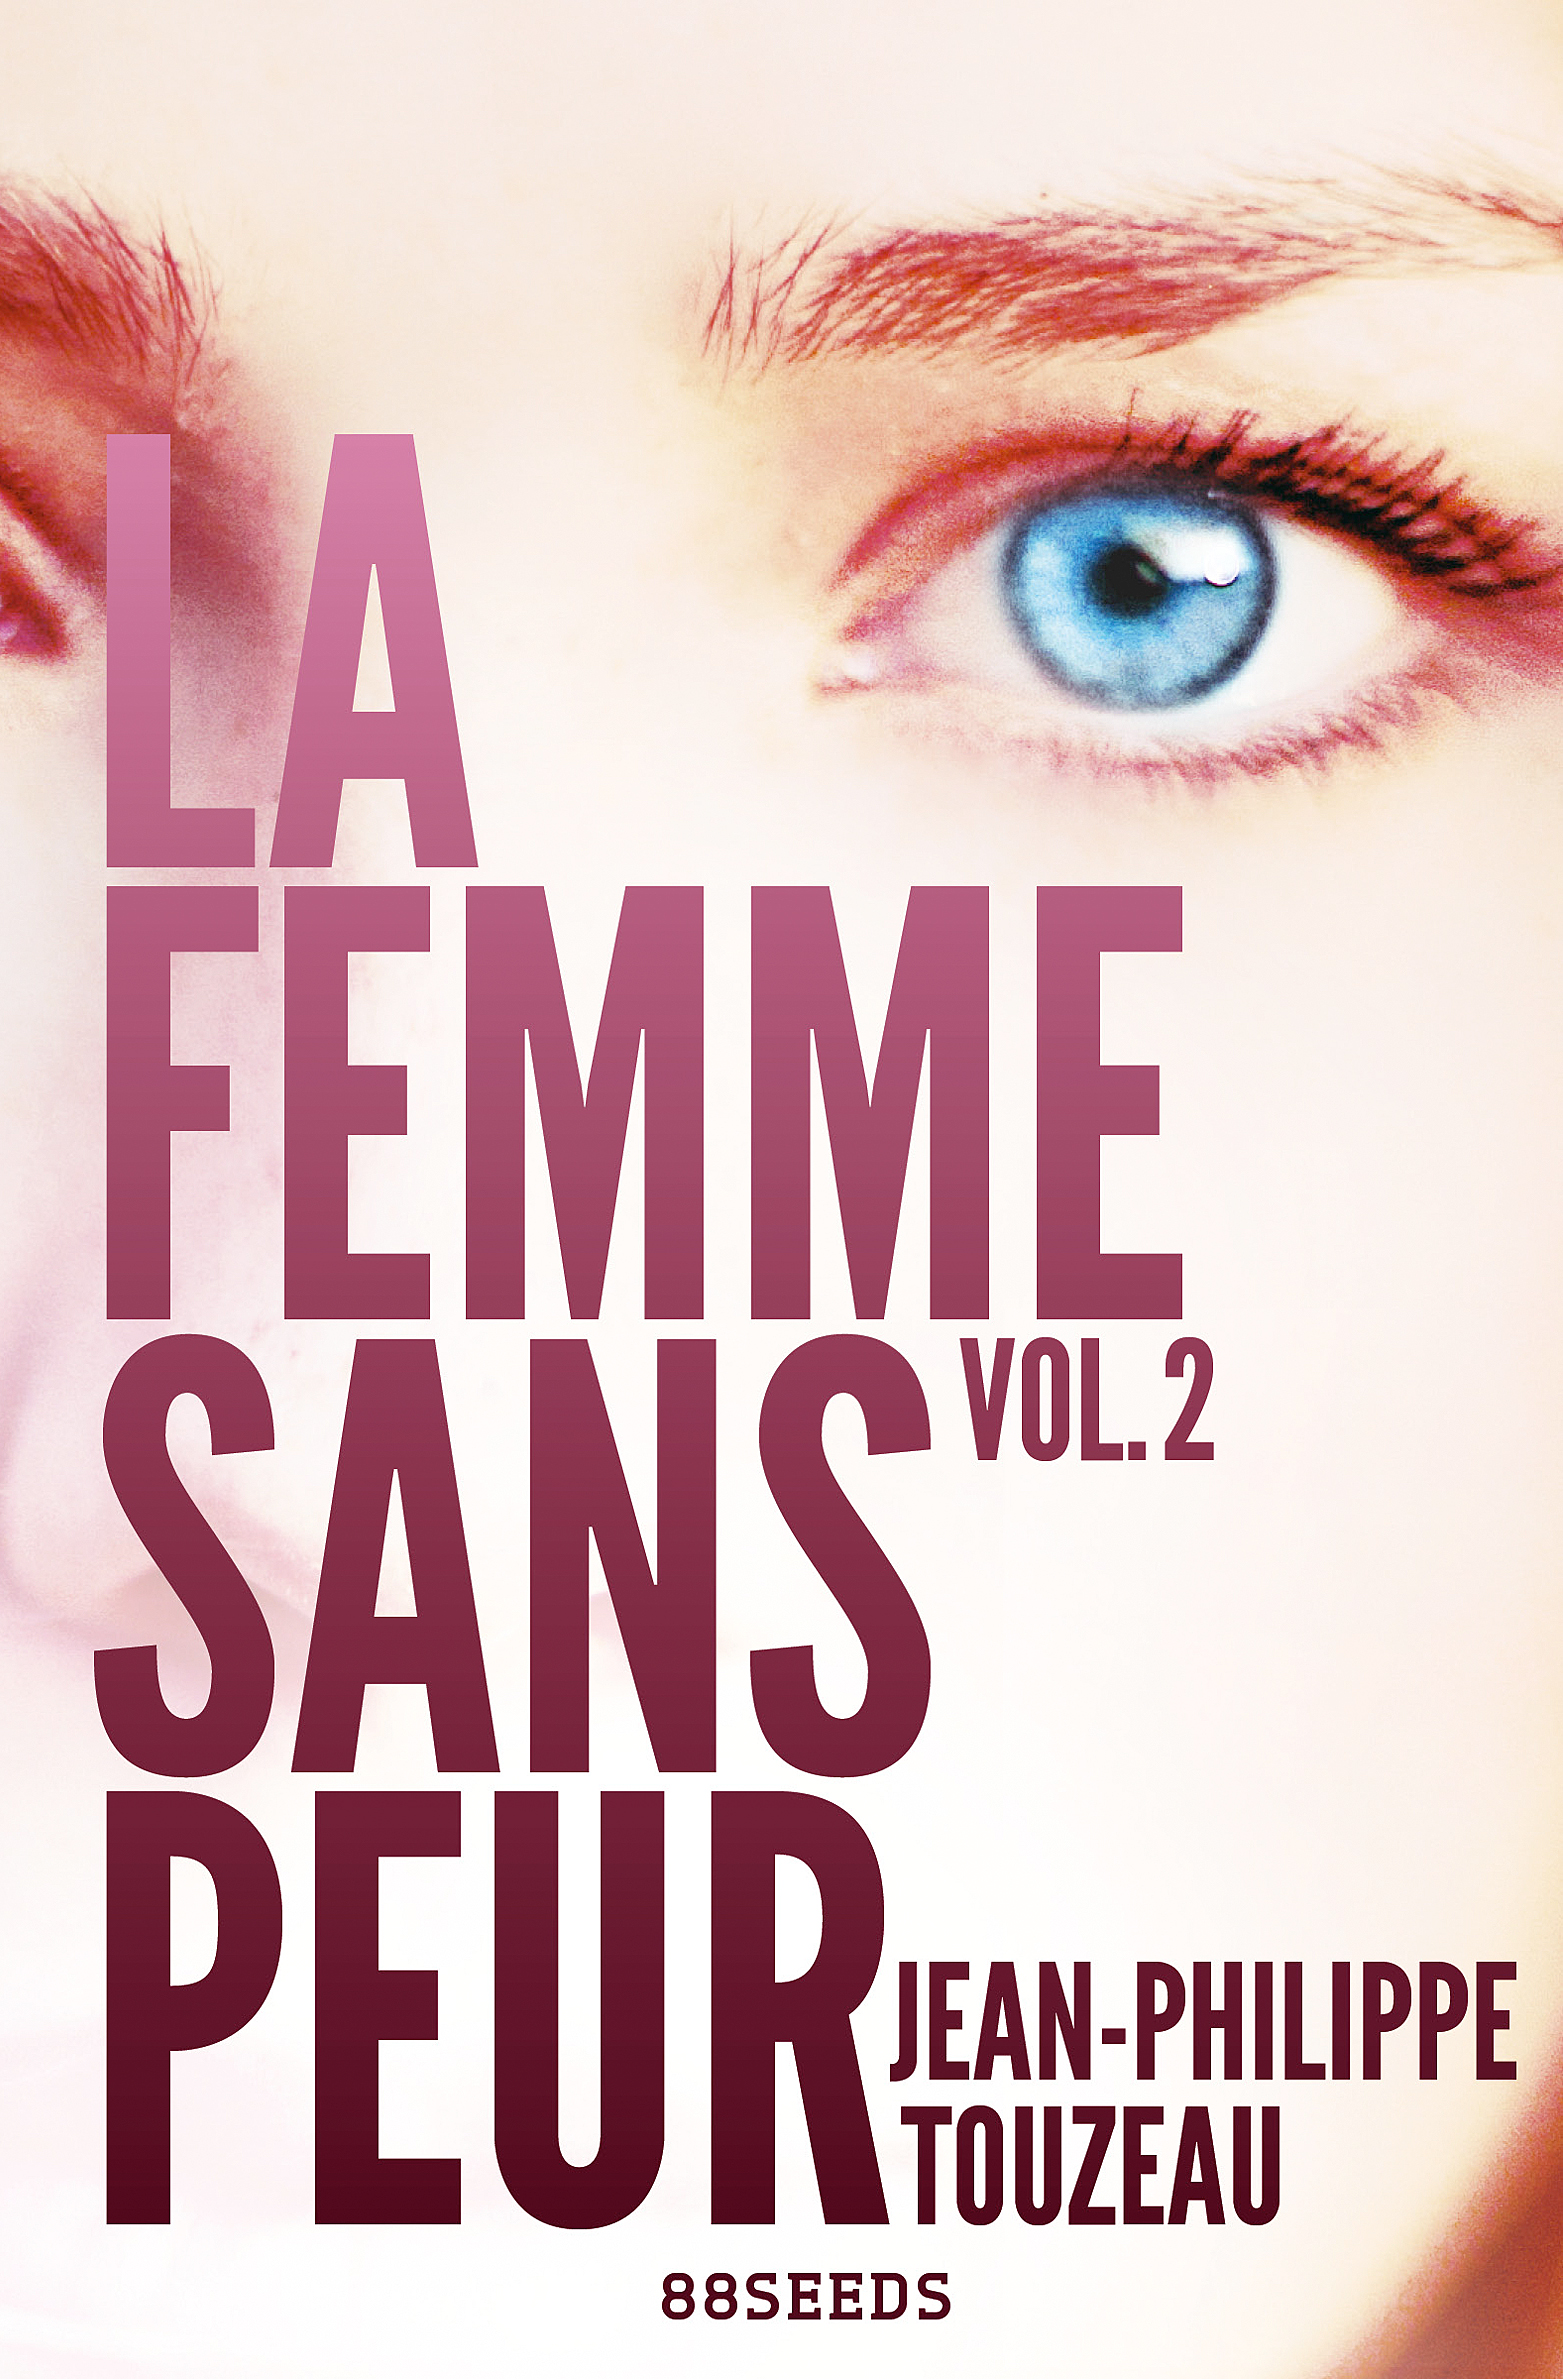 LA
FEMME
SANS
VOL. 2
PEUR
JEAN-PHILIPPE
TOUZEAU
88SEEDS